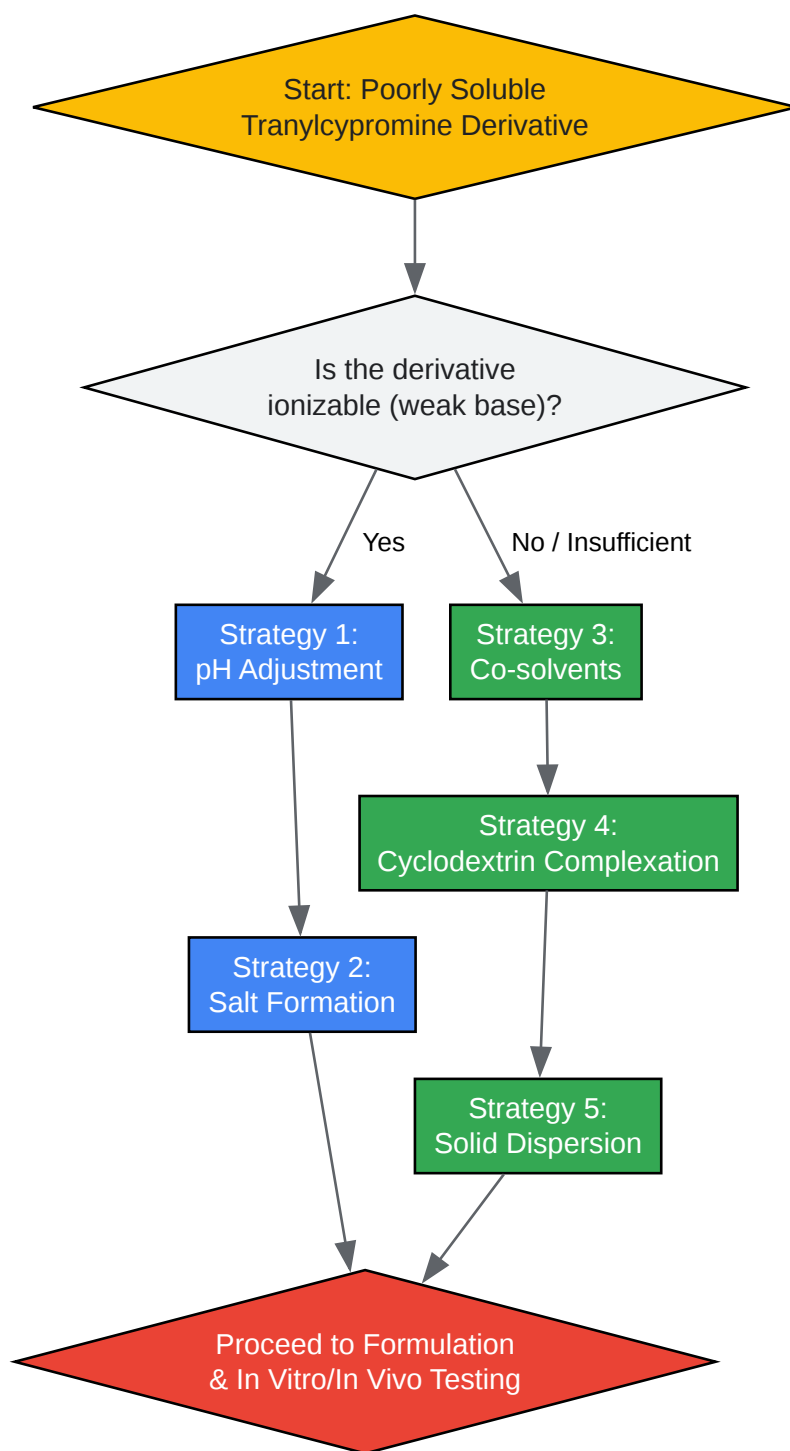 Start: Poorly Soluble
Tranylcypromine Derivative
Is the derivative
ionizable (weak base)?
Yes
No / Insufficient
Strategy 1:
pH Adjustment
Strategy 3:
Co-solvents
Strategy 4:
Cyclodextrin Complexation
Strategy 2:
Salt Formation
Strategy 5:
Solid Dispersion
Proceed to Formulation
& In Vitro/In Vivo Testing